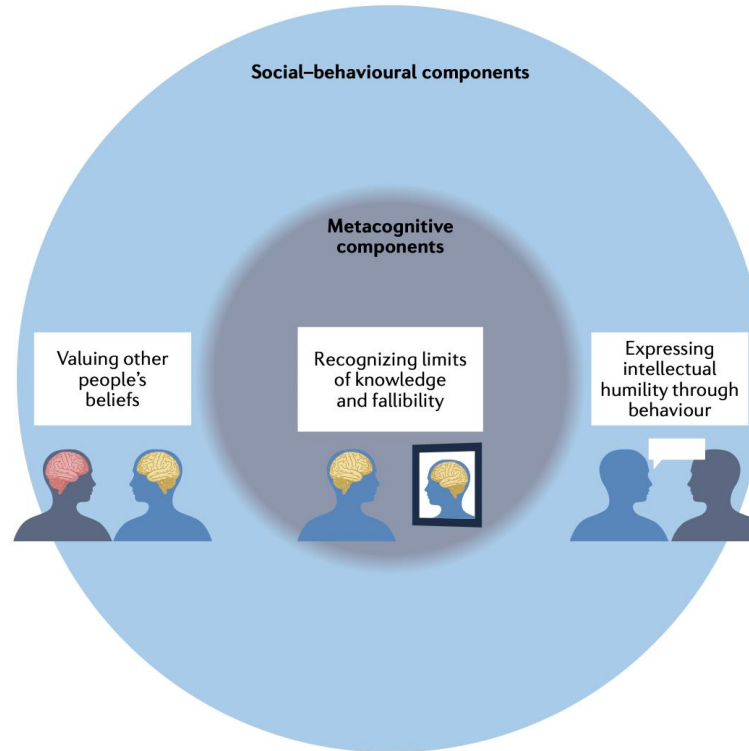 Social–behavioural components
Metacognitive
components
Valuing other
people's
beliefs
Recognizing limits
of knowledge
and fallibility
Expressing
intellectual
humility through
behaviour